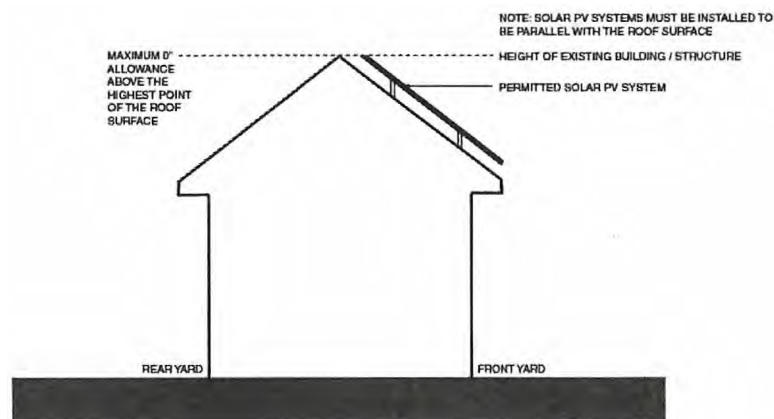 NOTE: SOLAR PV SYSTEMS MUST BE INSTALLED TO
BE PARALLEL WITH THE ROOF SURFACE
MAXIMUM 0"
ALLOWANCE
ABOVE THE
HIGHEST POINT
OF THE ROOF
SURFACE
HEIGHT OF EXISTING BUILDING / STRUCTURE
PERMITTED SOLAR PV SYSTEM
REAR YARD
FRONT YARD